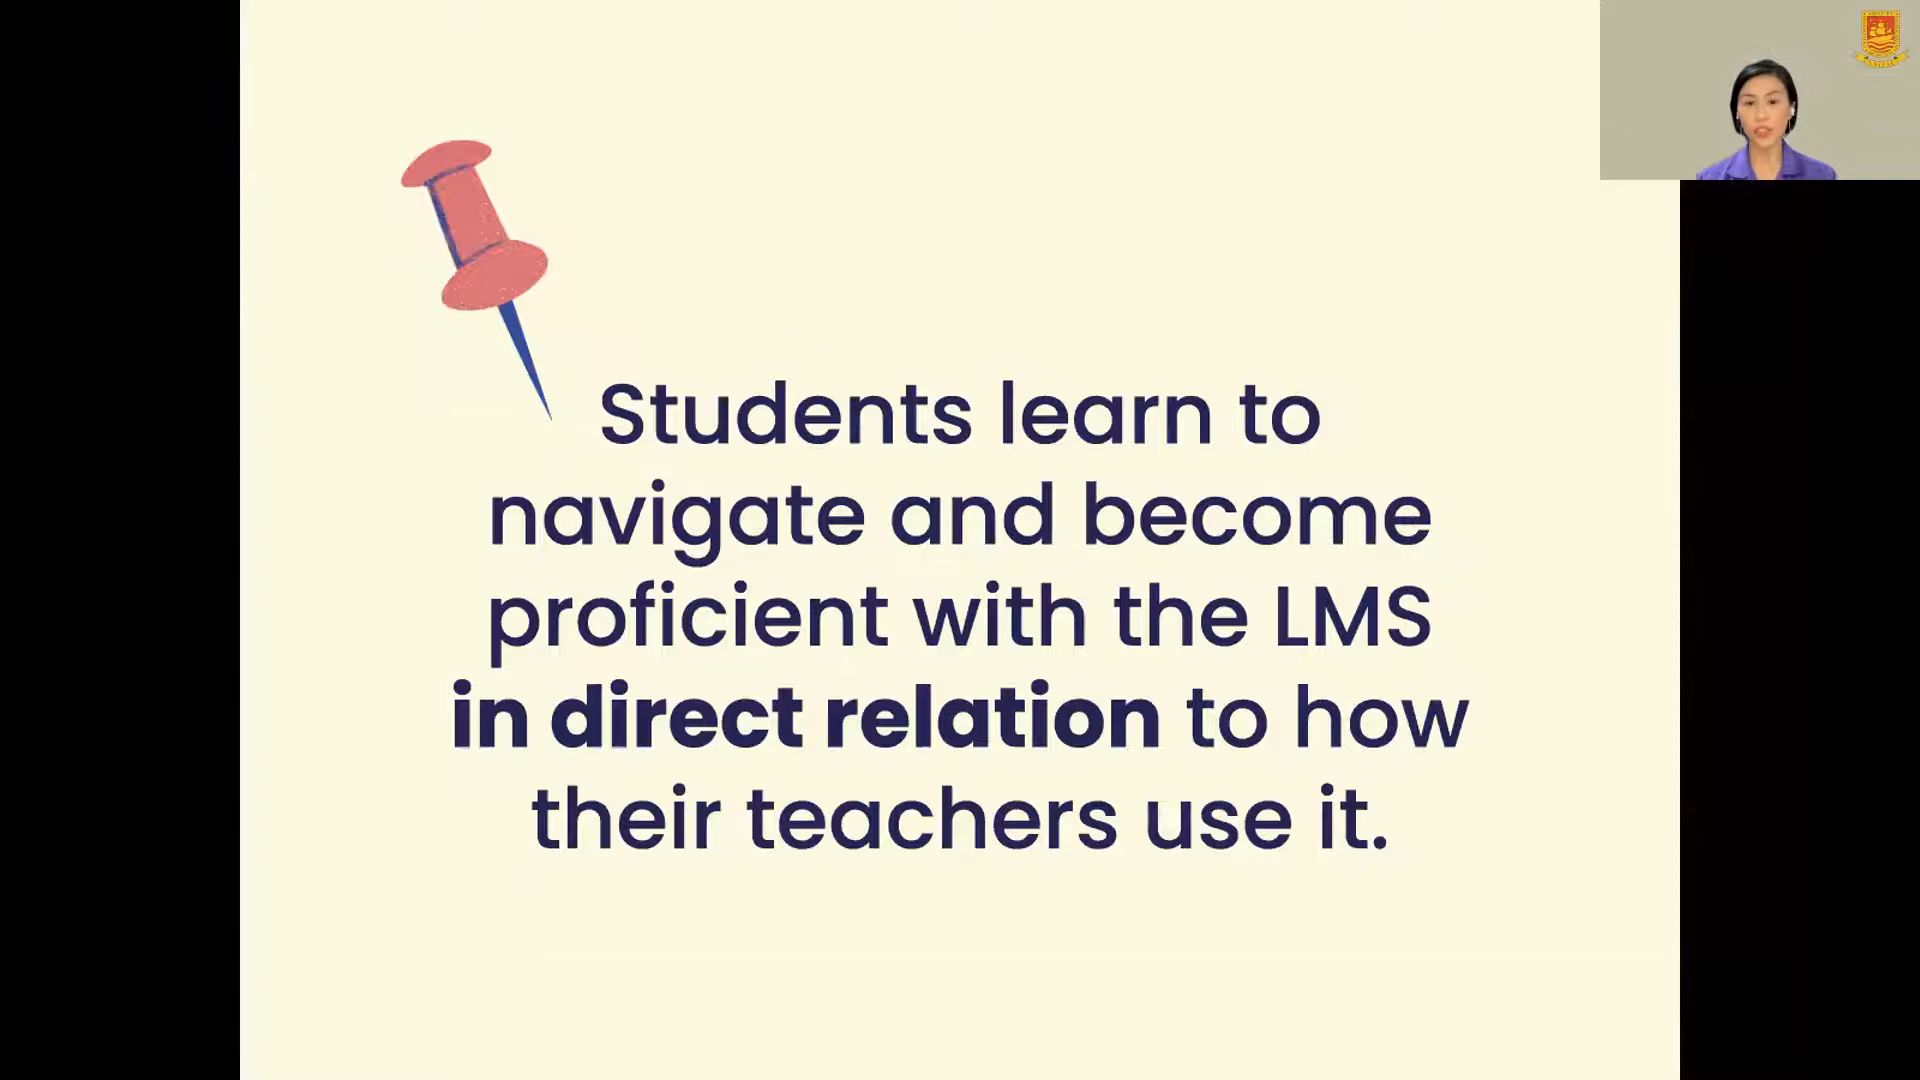 Students learn to
navigate and become
proficient with the LMS
in direct relation to how
their teachers use it.